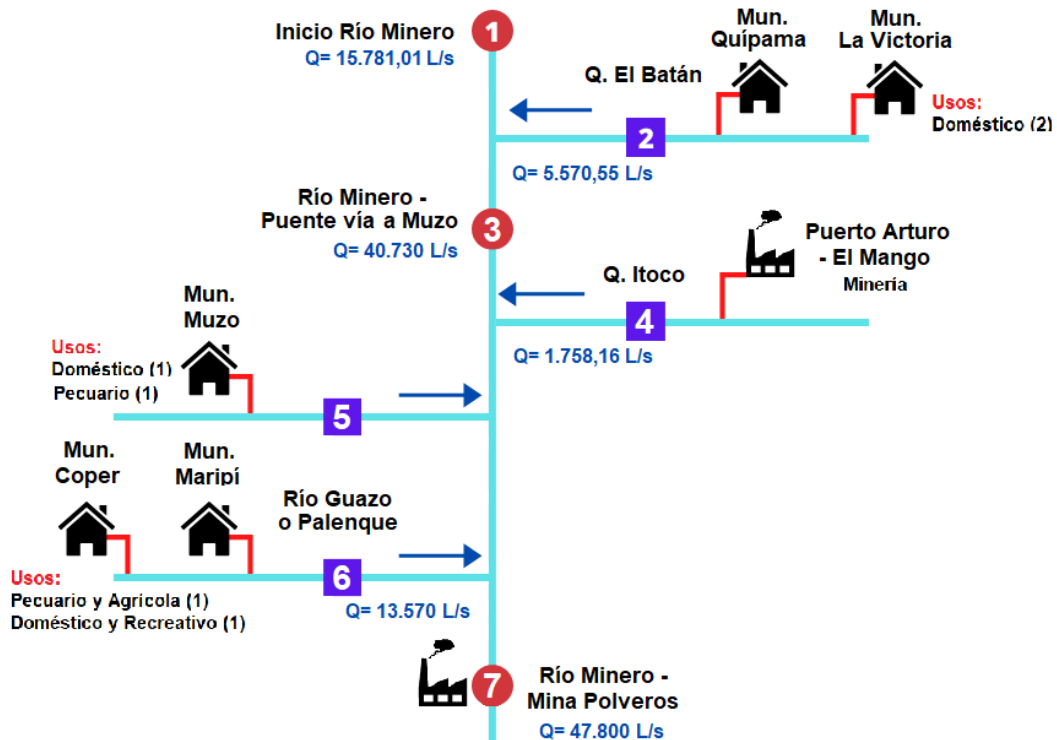 Inicio Río Minero
1
Q= 15.781,01 L/s
Mun.
Quípama
Mun.
La Victoria
Q. El Batán
Usos:
Doméstico (2)
2
Q= 5.570,55 L/s
Río Minero -
Puente vía a Muzo
3
Q= 40.730 L/s
Puerto Arturo
- El Mango
Minería
Q. Itoco
4
Q= 1.758,16 L/s
Mun.
Muzo
Usos:
Doméstico (1)
Pecuario (1)
5
Mun.
Coper
Mun.
Maripí
Río Guazo
o Palenque
6
Usos:
Pecuario y Agrícola (1)
Doméstico y Recreativo (1)
Q= 13.570 L/s
7
Río Minero -
Mina Polveros
Q= 47.800 L/s